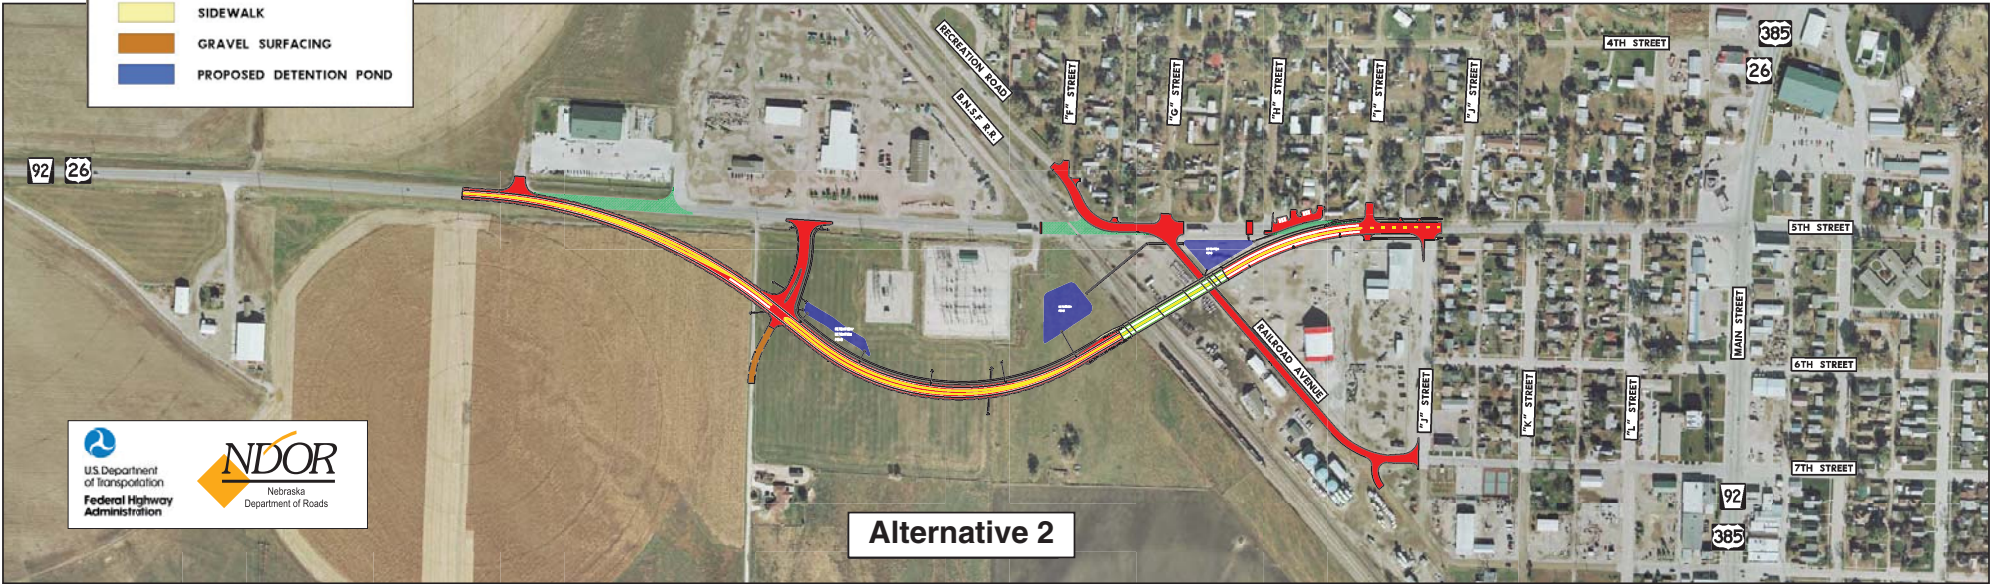 SIDEWALK
GRAVEL SURFACING
PROPOSED DETENTION POND
92 26
RECREATION ROAD
B.N.S.F R.R.
"F" STREET
"G" STREET
"H" STREET
"I" STREET
"J" STREET
4TH STREET
385
26
5TH STREET
MAIN STREET
6TH STREET
RAILROAD AVENUE
"J" STREET
"K" STREET
"L" STREET
7TH STREET
92
385
U.S. Department
of Transportation
Federal Highway
Administration
NDOR
Nebraska
Department of Roads
Alternative 2